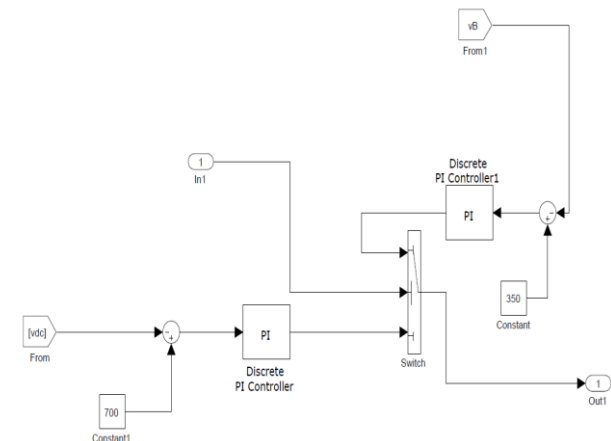 vB
From1
1
In1
Discrete
PI Controller1
PI
350
Constant
[vdc]
From
PI
Discrete
PI Controller
Switch
1
Out1
700
Constant1